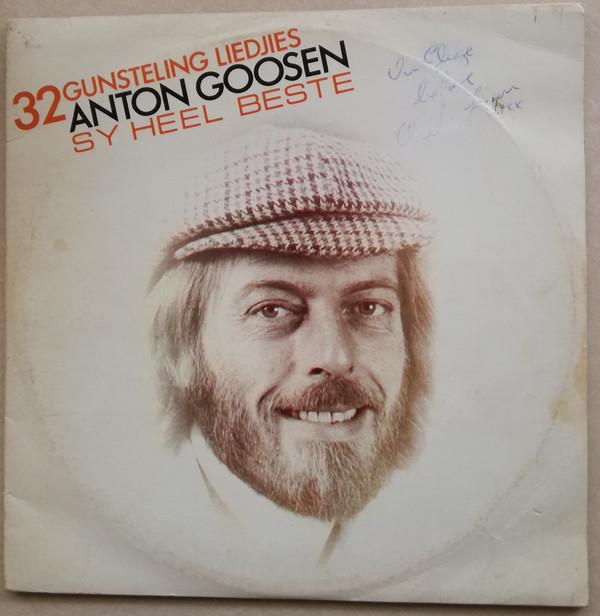 32 GUNSTELING LIEDJIES
ANTON GOOSEN
SY HEEL BESTE